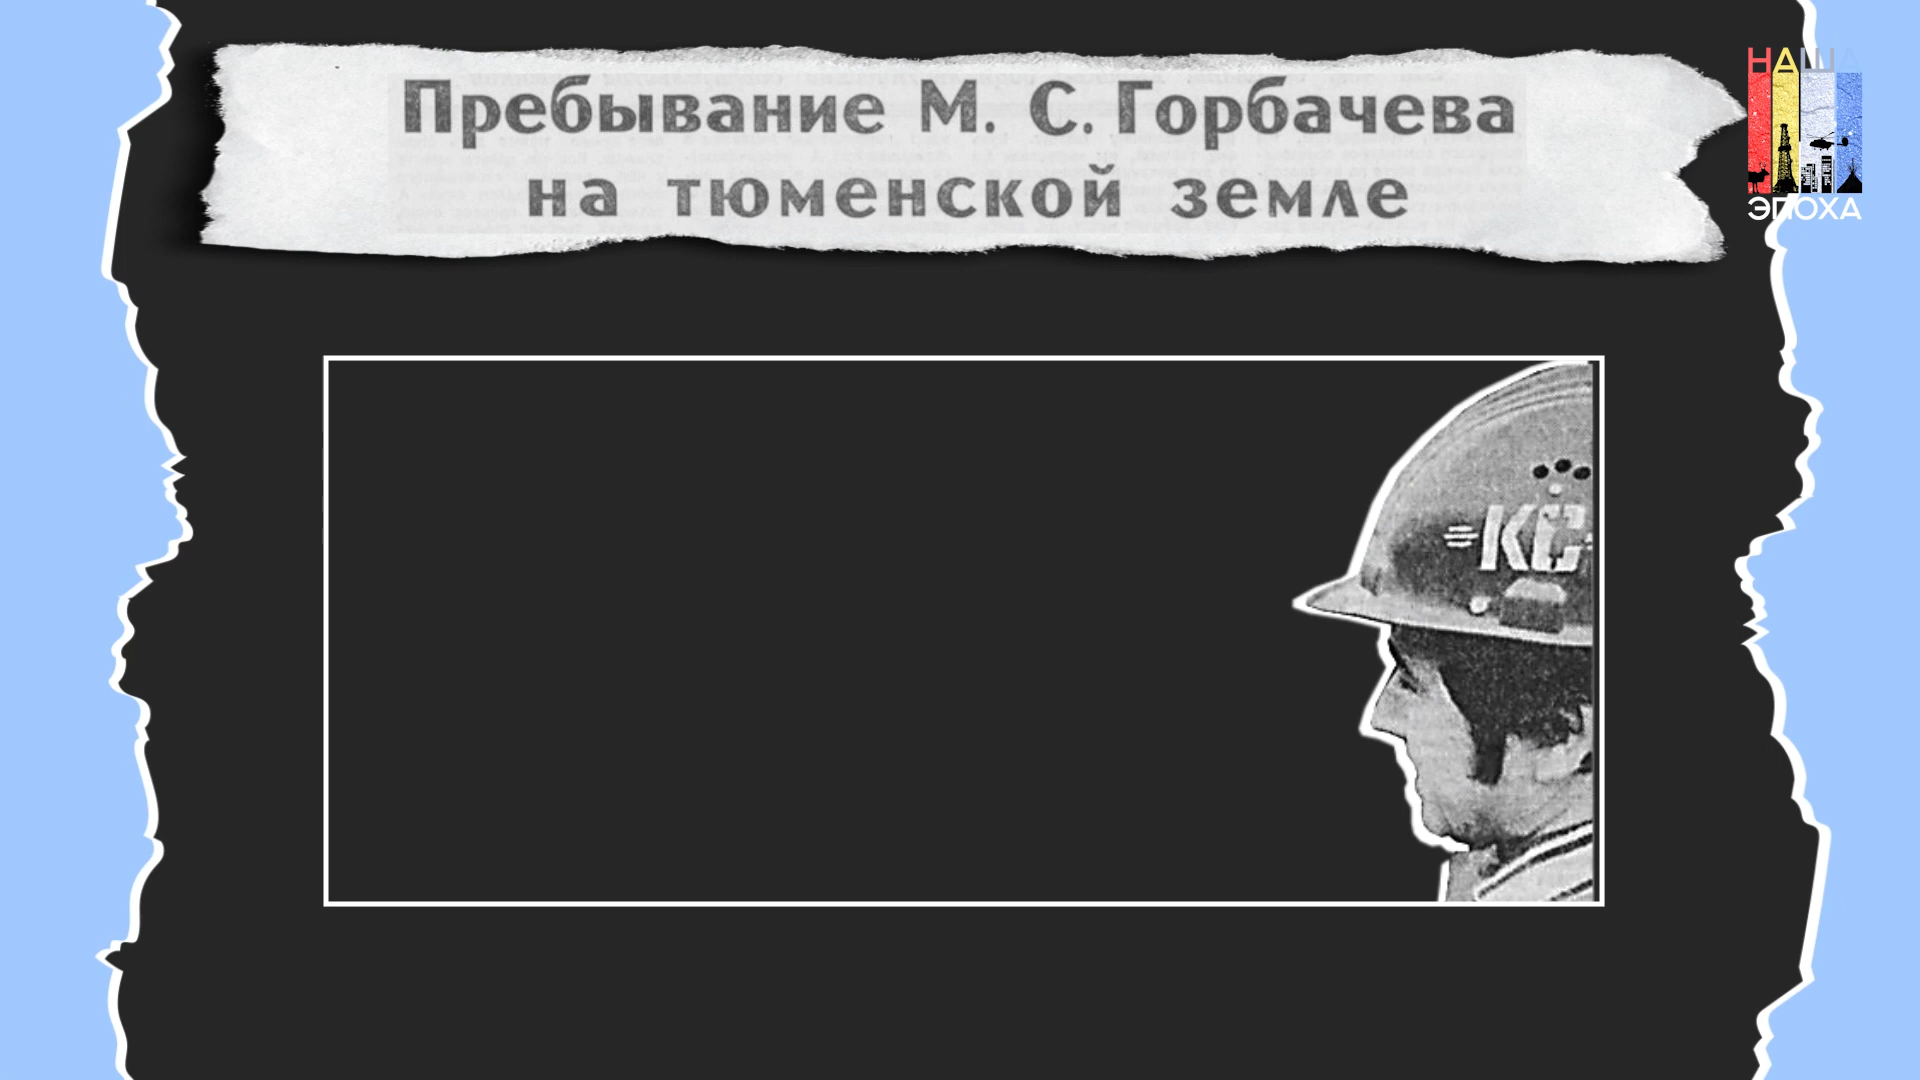 Пребывание М. С. Горбачева
на тюменской земле
НАША
ЭПОХА
=КС